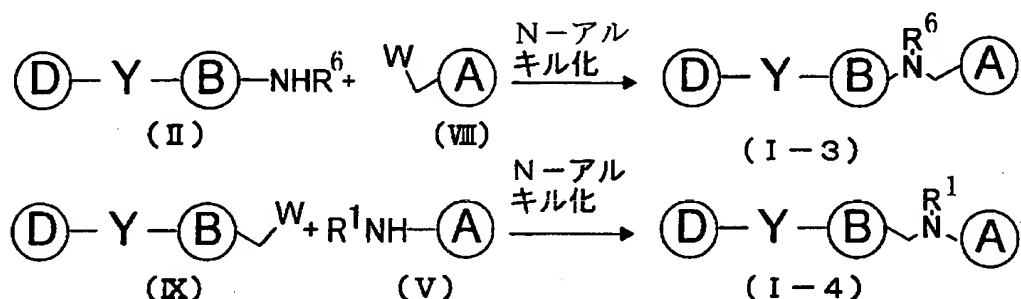 D-Y-B-NHR⁶ + W A N-アル キル化 D-Y-B R⁶ N A
(Ⅱ) (Ⅷ) (Ⅰ-3)
D-Y-B W + R¹NH-A N-アル キル化 D-Y-B R¹ N A
(Ⅸ) (Ⅴ) (Ⅰ-4)